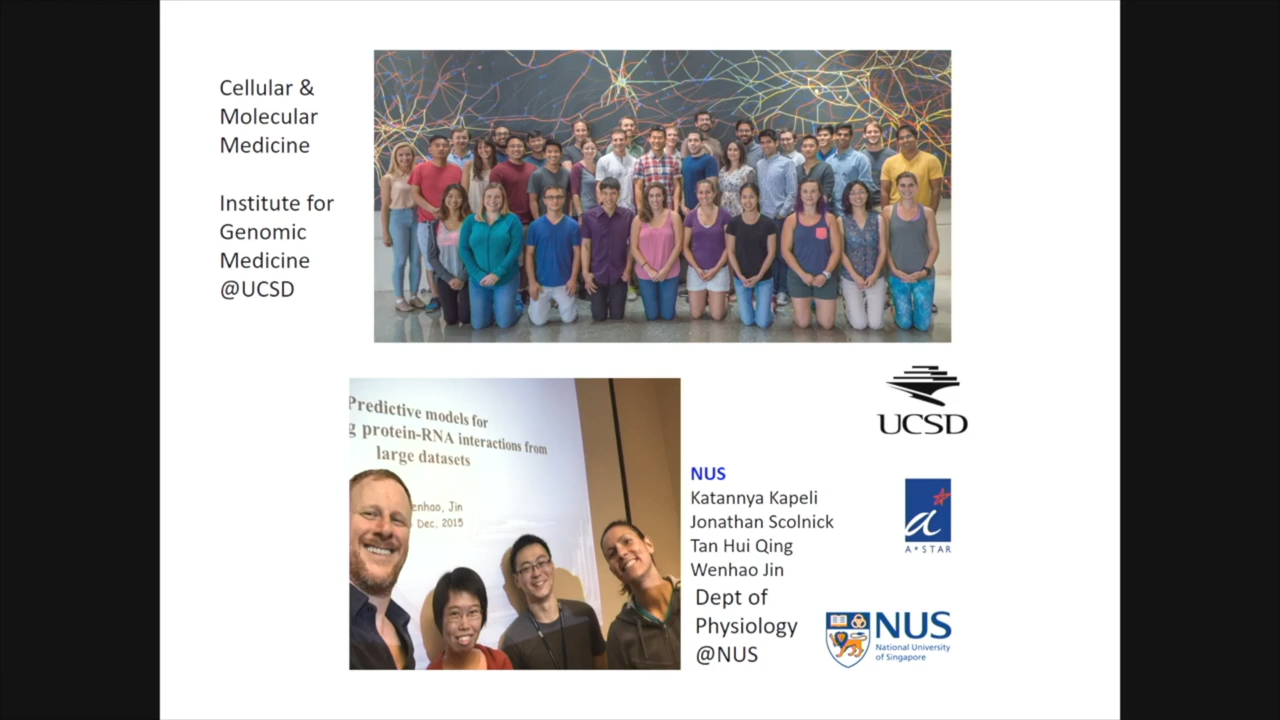 Cellular &
Molecular
Medicine
Institute for
Genomic
Medicine
@UCSD
Predictive models for
g protein-RNA interactions from
large datasets
enhao, Jin
Dec, 2015
UCSD
NUS
Katannya Kapeli
Jonathan Scolnick
Tan Hui Qing
Wenhao Jin
Dept of
Physiology
@NUS
a
A*STAR
NUS
National University
of Singapore